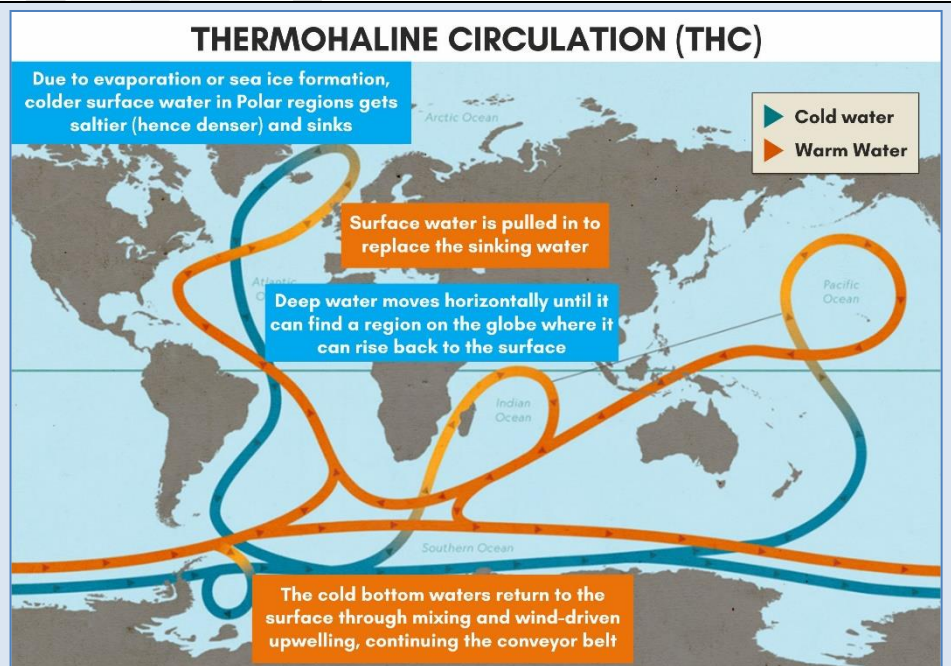 THERMOHALINE CIRCULATION (THC)
Due to evaporation or sea ice formation,
colder surface water in Polar regions gets
saltier (hence denser) and sinks
Arctic Ocean
Cold water
Warm Water
Surface water is pulled in to
replace the sinking water
Atlantic
O
Pacific
Ocean
Deep water moves horizontally until it
can find a region on the globe where it
can rise back to the surface
Indian
Ocean
Southern Ocean
The cold bottom waters return to the
surface through mixing and wind-driven
upwelling, continuing the conveyor belt